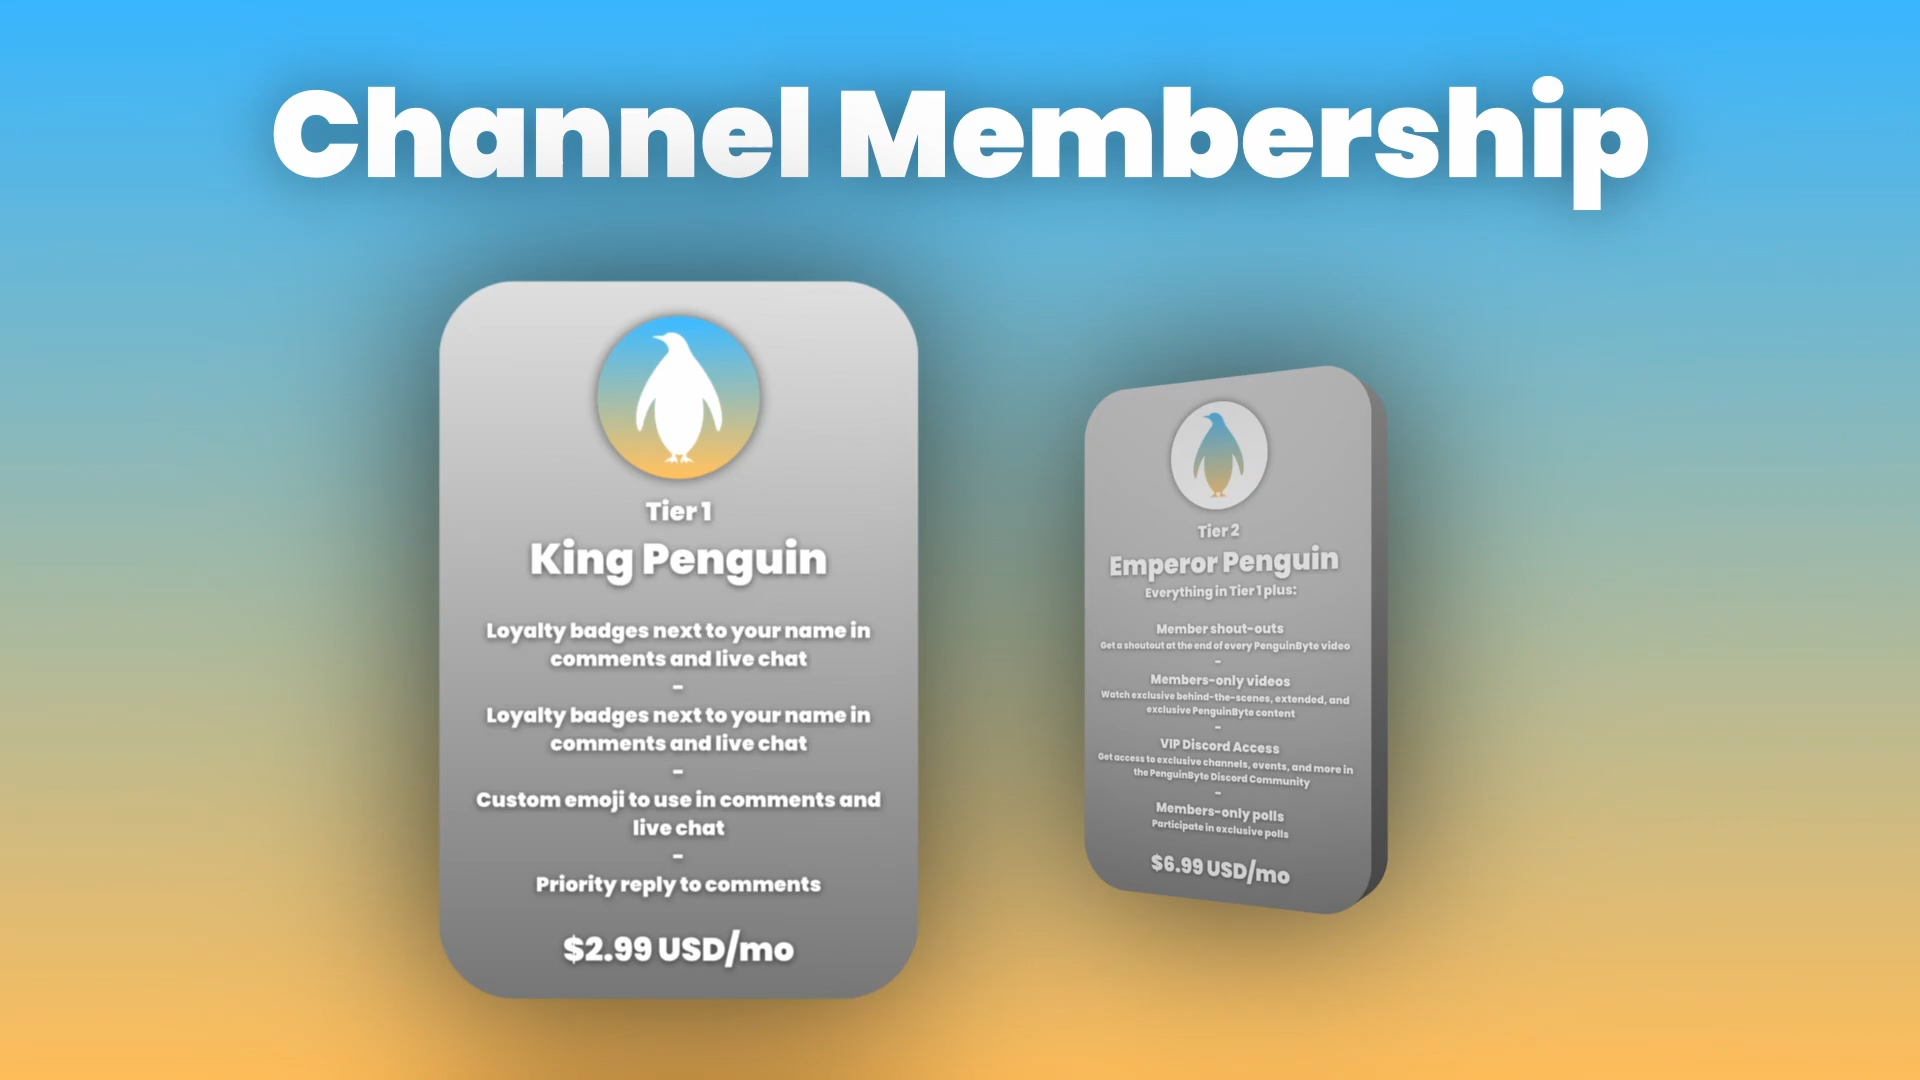 Channel Membership
Tier 1
King Penguin
Loyalty badges next to your name in
comments and live chat
-
Loyalty badges next to your name in
comments and live chat
-
Custom emoji to use in comments and
live chat
-
Priority reply to comments
$2.99 USD/mo
Tier 2
Emperor Penguin
Everything in Tier 1 plus:
Member shout-outs
Get a shoutout at the end of every PenguinByte video
-
Members-only videos
Watch exclusive behind-the-scenes, extended, and
exclusive PenguinByte content
-
VIP Discord Access
Get access to exclusive channels, events, and more in
the PenguinByte Discord Community
-
Members-only polls
Participate in exclusive polls
$6.99 USD/mo